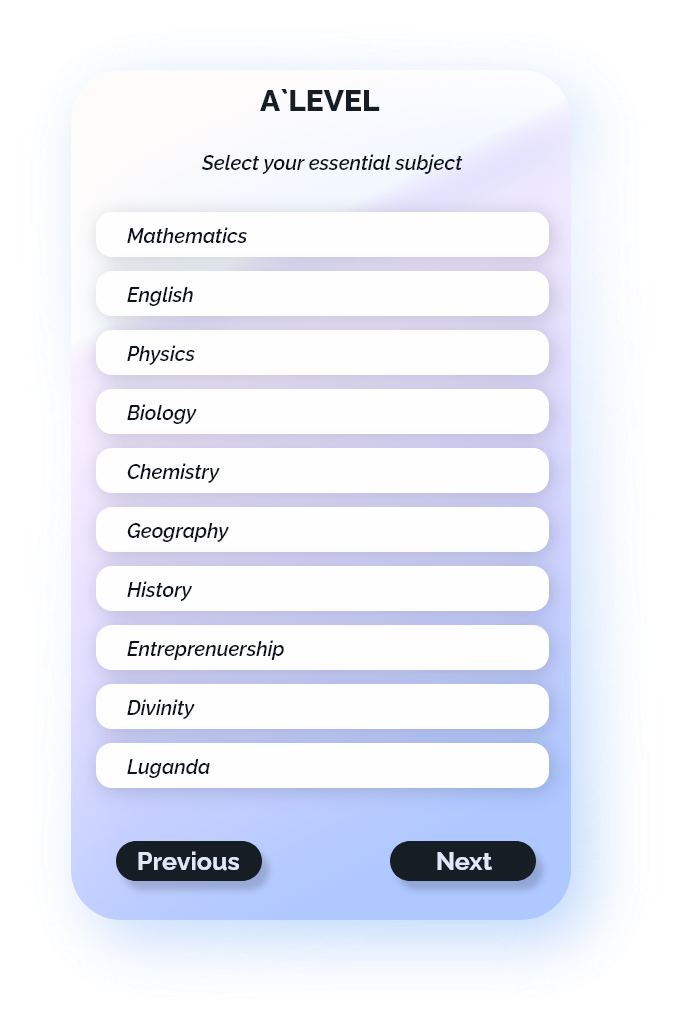 A`LEVEL
Select your essential subject
Mathematics
English
Physics
Biology
Chemistry
Geography
History
Entreprenuership
Divinity
Luganda
Previous
Next